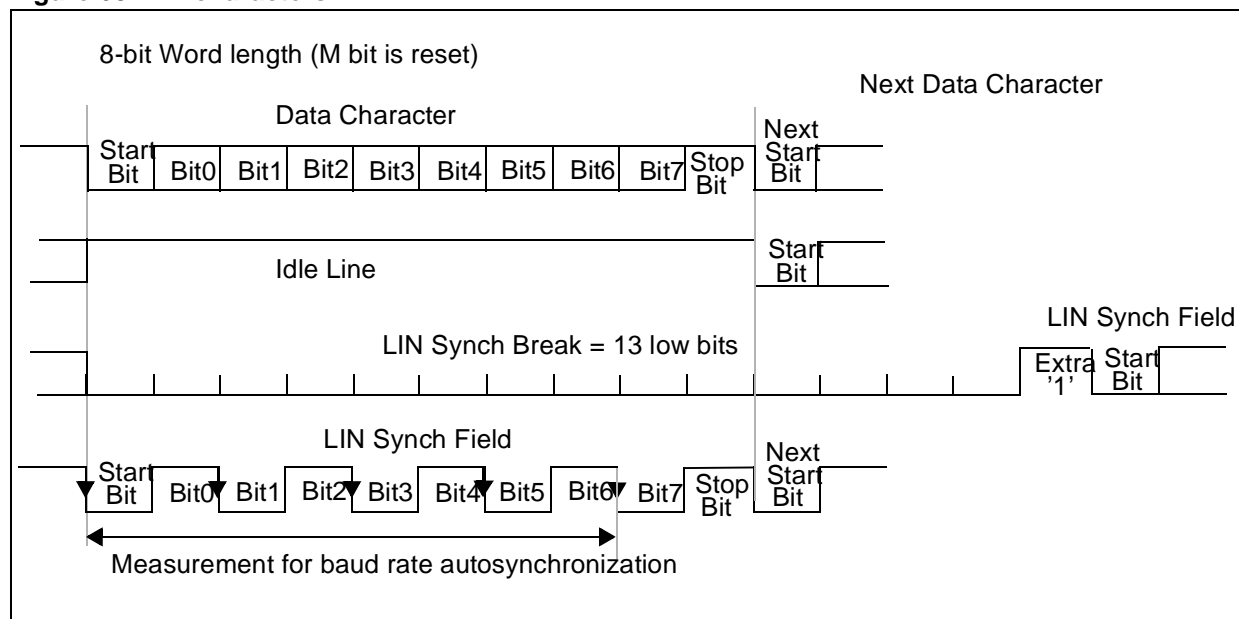 8-bit Word length (M bit is reset)
Next Data Character
Data Character
Start Bit Bit0 Bit1 Bit2 Bit3 Bit4 Bit5 Bit6 Bit7 Stop Bit Next Start Bit
Idle Line
Start Bit
LIN Synch Field
LIN Synch Break = 13 low bits
Extra '1' Start Bit
LIN Synch Field
Start Bit Bit0 Bit1 Bit2 Bit3 Bit4 Bit5 Bit6 Bit7 Stop Bit Next Start Bit
Measurement for baud rate autosynchronization